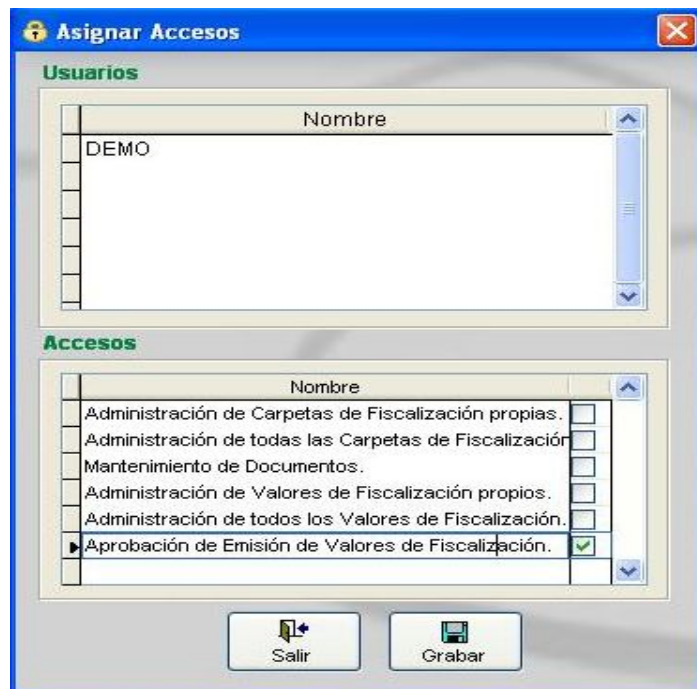 Asignar Accesos
Usuarios
Nombre
DEMO
Accesos
Nombre
Administración de Carpetas de Fiscalización propias.
Administración de todas las Carpetas de Fiscalización
Mantenimiento de Documentos.
Administración de Valores de Fiscalización propios.
Administración de todos los Valores de Fiscalización.
Aprobación de Emisión de Valores de Fiscalización.
Salir
Grabar